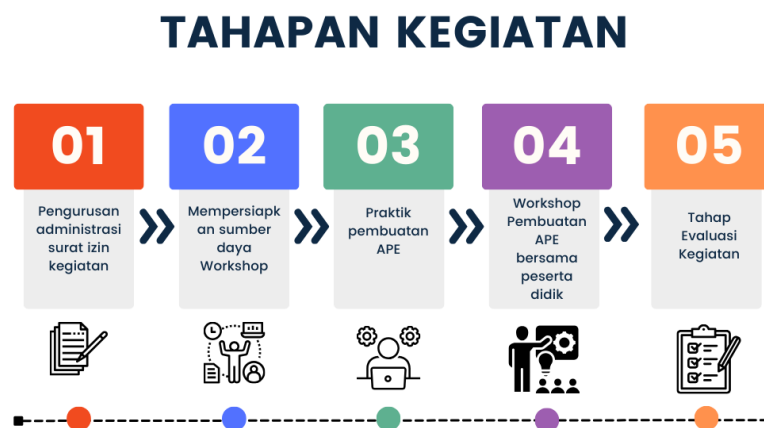 TAHAPAN KEGIATAN
01
Pengurusan
administrasi
surat izin
kegiatan
02
Mempersiapk
an sumber
daya
Workshop
03
Praktik
pembuatan
APE
04
Workshop
Pembuatan
APE
bersama
peserta
didik
05
Tahap
Evaluasi
Kegiatan